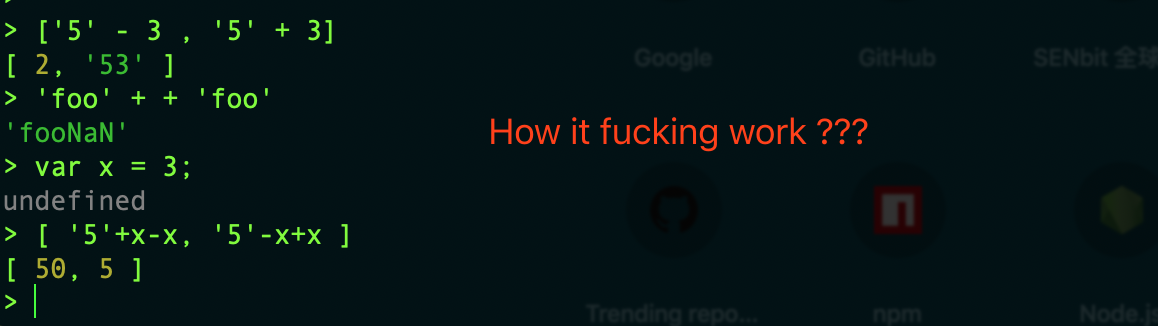 > ['5' - 3 , '5' + 3]
[ 2, '53' ]
> 'foo' + + 'foo'
'fooNaN'
> var x = 3;
undefined
> [ '5'+x-x, '5'-x+x ]
[ 50, 5 ]
>
How it fucking work ???
Google
GitHub
SENbit 全球
Trending repo...
npm
Node.js